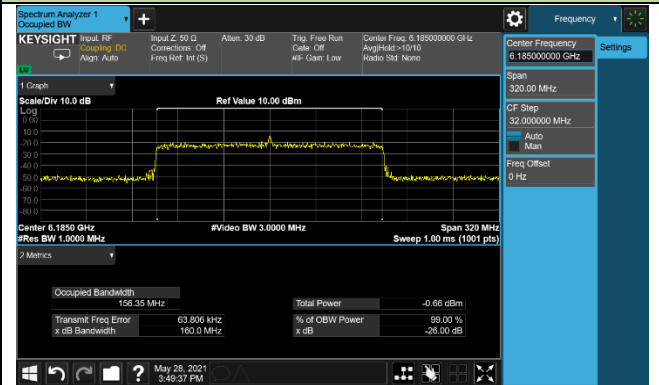 Spectrum Analyzer 1
Occupied BW
Frequency
KEYSIGHT
Input: RF
Coupling: DC
Align: Auto
Input Z: 50 Ω
Corrections: Off
Freq Ref: Int (S)
Atten: 30 dB
Trig: Free Run
Gate: Off
#IF Gain: Low
Center Freq: 6.185000000 GHz
Avg|Hold:>10/10
Radio Std: None
Center Frequency
6.185000000 GHz
Settings
Span
320.00 MHz
CF Step
32.000000 MHz
Auto
Man
Freq Offset
0 Hz
1 Graph
Scale/Div 10.0 dB
Ref Value 10.00 dBm
Log
0.00
-10.0
-20.0
-30.0
-40.0
-50.0
-60.0
-70.0
-80.0
Center 6.1850 GHz
#Video BW 3.0000 MHz
Span 320 MHz
#Res BW 1.0000 MHz
Sweep 1.00 ms (1001 pts)
2 Metrics
Occupied Bandwidth
156.35 MHz
Total Power
-0.66 dBm
Transmit Freq Error
63.806 kHz
% of OBW Power
99.00 %
x dB Bandwidth
160.0 MHz
x dB
-26.00 dB
?
May 28, 2021
3:49:37 PM